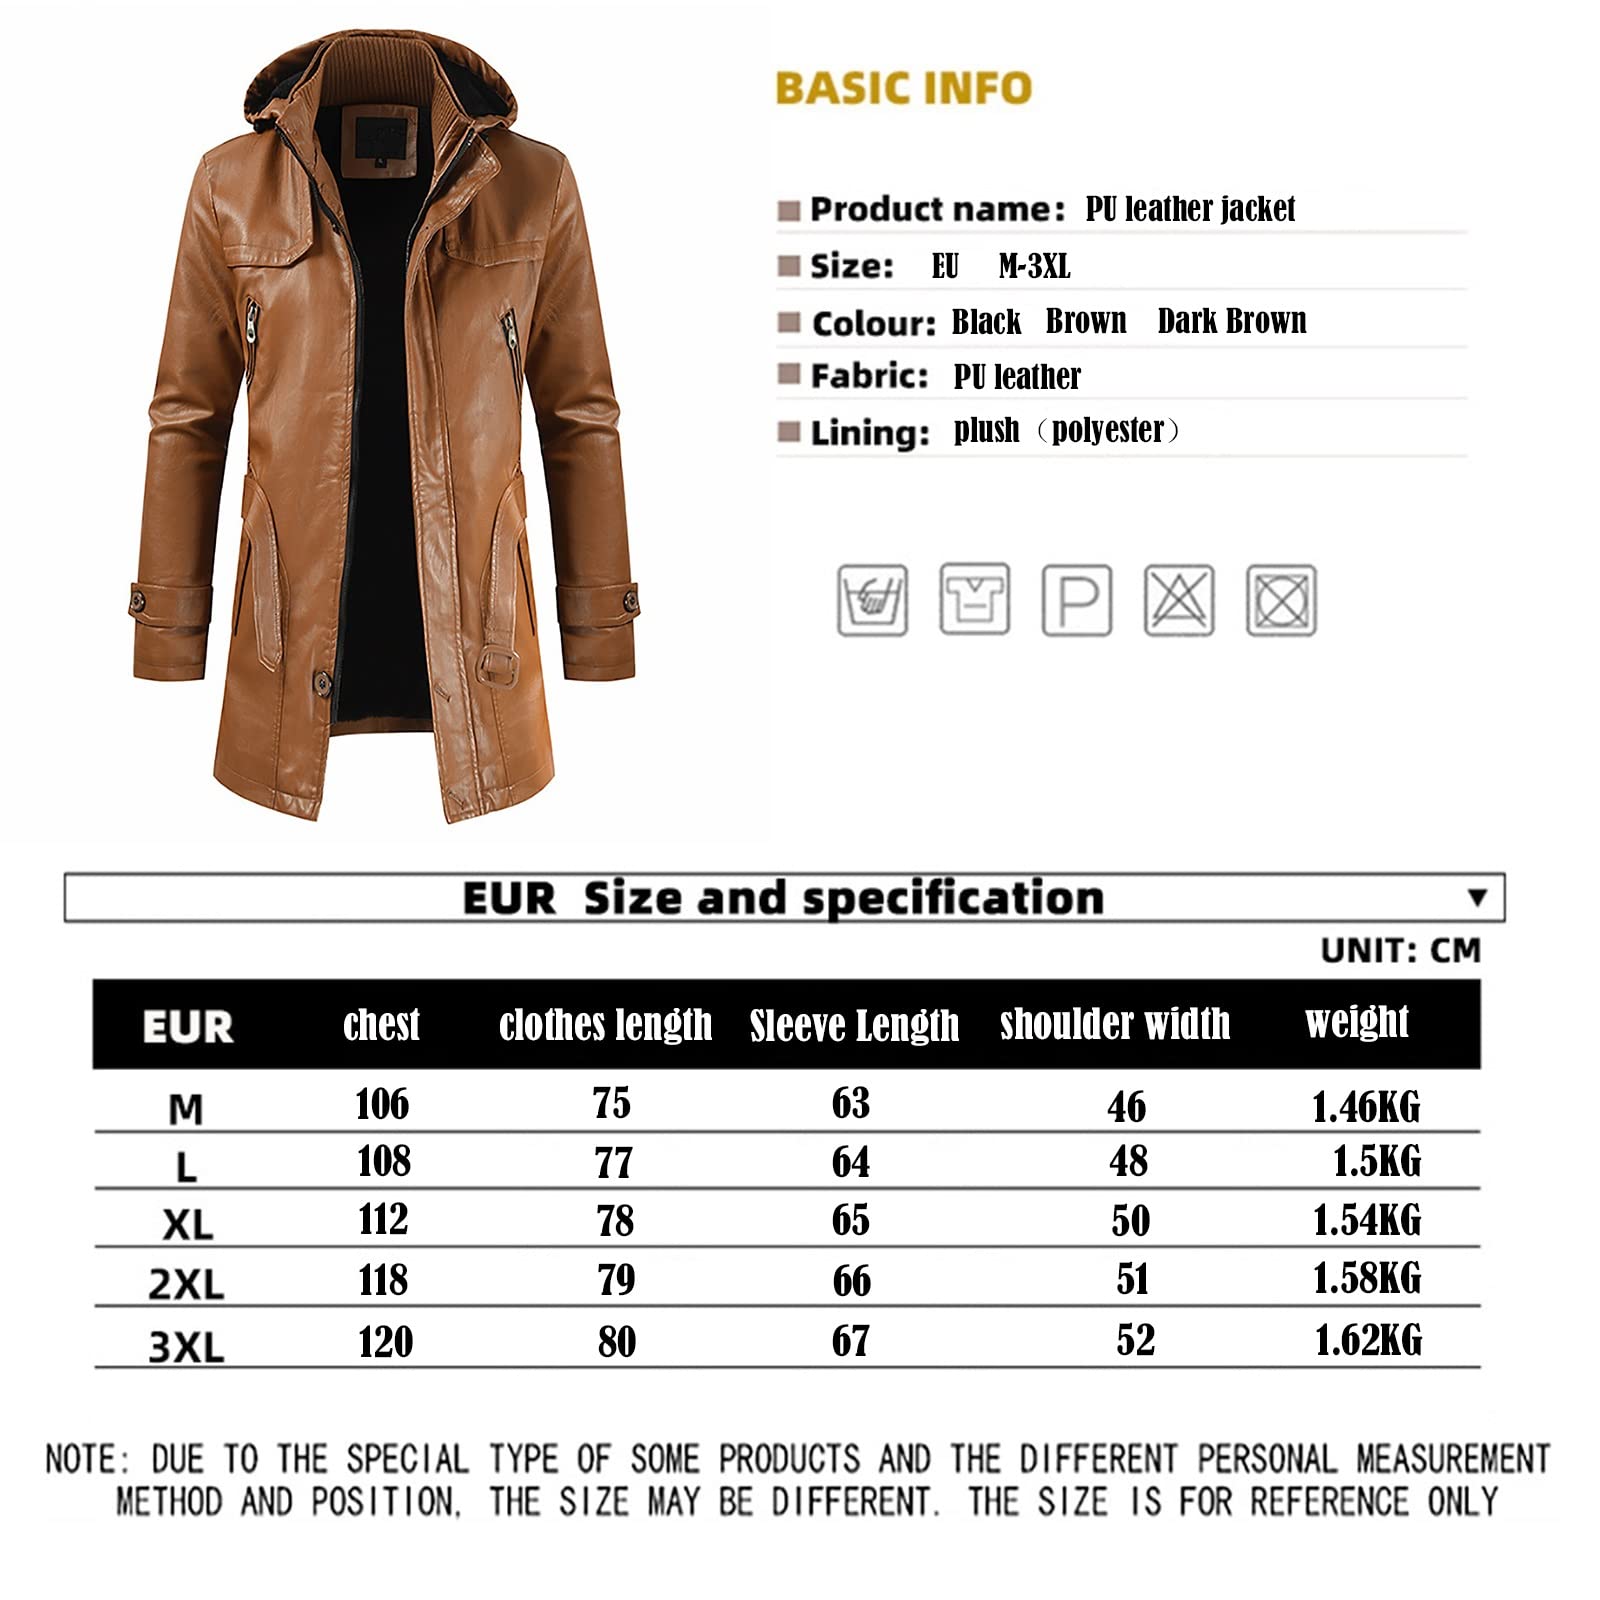 BASIC INFO
Product name: PU leather jacket
Size: EU M-3XL
Colour: Black Brown Dark Brown
Fabric: PU leather
Lining: plush（polyester）
P
EUR Size and specification ▼
UNIT: CM
EUR chest clothes length Sleeve Length shoulder width weight
M 106 75 63 46 1.46KG
L 108 77 64 48 1.5KG
XL 112 78 65 50 1.54KG
2XL 118 79 66 51 1.58KG
3XL 120 80 67 52 1.62KG
NOTE: DUE TO THE SPECIAL TYPE OF SOME PRODUCTS AND THE DIFFERENT PERSONAL MEASUREMENT
METHOD AND POSITION, THE SIZE MAY BE DIFFERENT. THE SIZE IS FOR REFERENCE ONLY